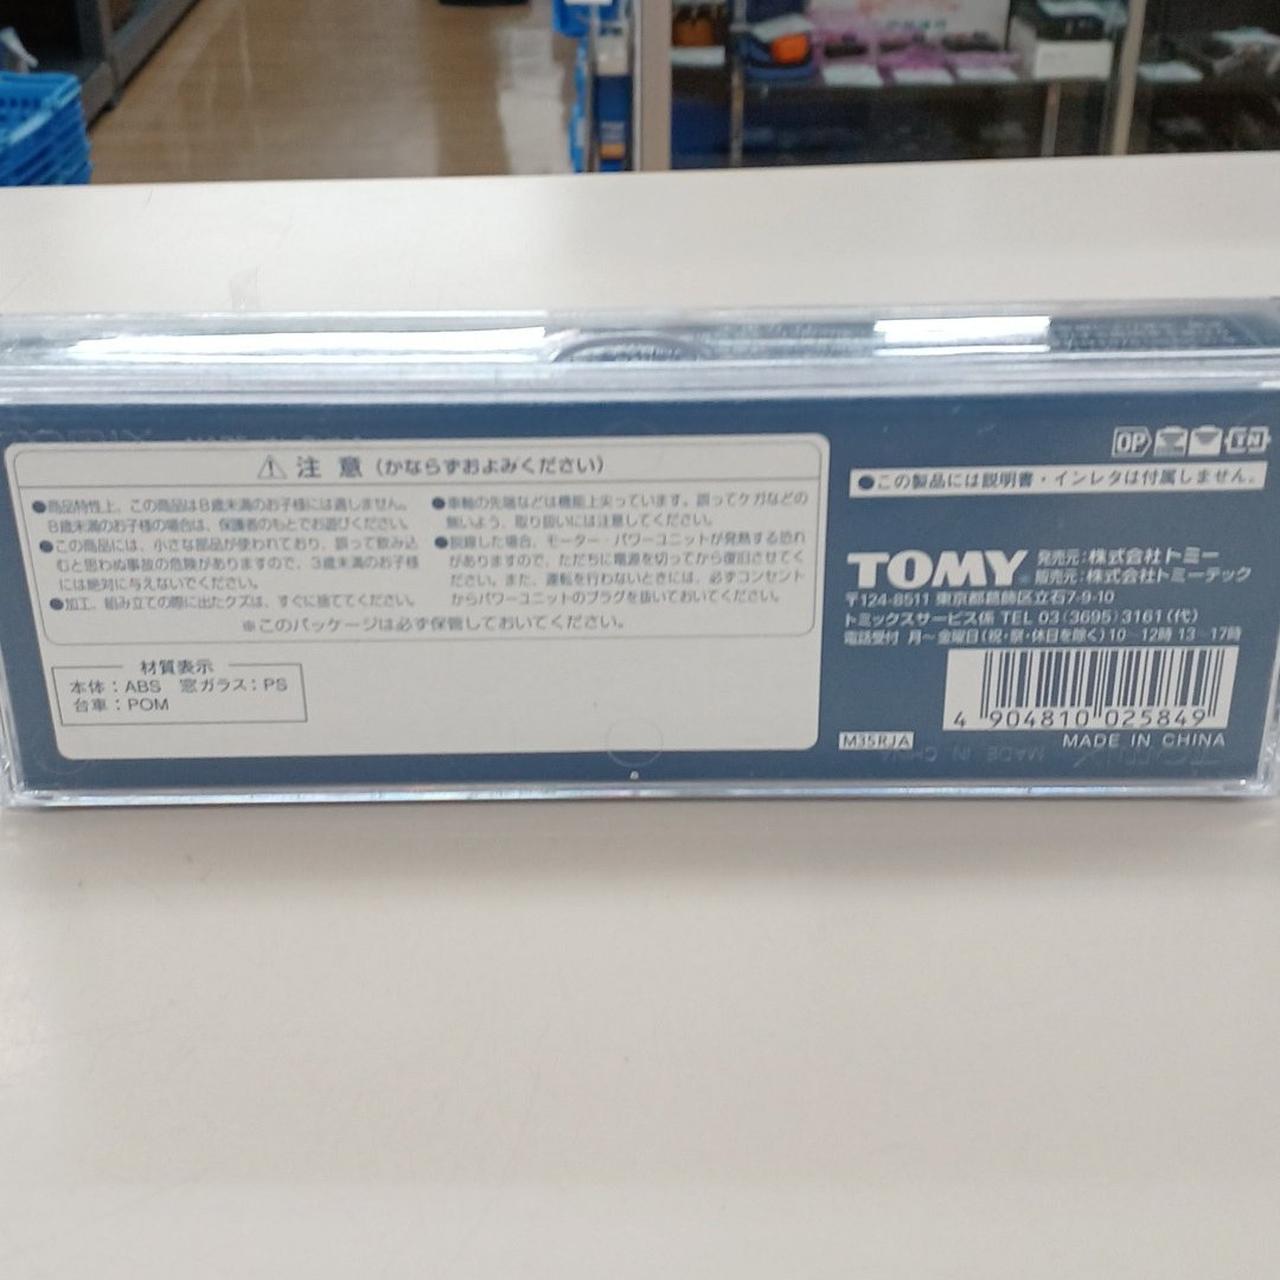 ⚠ 注 意 (かならずおよみください)
●商品特性上、この商品は8歳未満のお子様には適しません。
8歳未満のお子様の場合は、保護者のもとでお遊びください。
●この商品には、小さな部品が使われており、誤って飲み込
むと思わぬ事故の危険がありますので、3歳未満のお子様
には絶対に与えないでください。
●加工、組み立ての際に出たクズは、すぐに捨ててください。
●車軸の先端などは機能上尖っています。誤ってケガなどの
無いよう、取り扱いには注意してください。
●脱線した場合、モーター・パワーユニットが発熱する恐れ
がありますので、ただちに電源を切ってから復旧させてく
ださい。また、運転を行わないときには、必ずコンセント
からパワーユニットのプラグを抜いておいてください。
※このパッケージは必ず保管しておいてください。
材質表示
本体：ABS 窓ガラス：PS
台車：POM
OP IN
●この製品には説明書・インレタは付属しません。
TOMY 発売元：株式会社トミー
販売元：株式会社トミーテック
〒124-8511 東京都葛飾区立石7-9-10
トミックスサービス係 TEL 03(3695)3161(代)
電話受付 月～金曜日(祝・祭・休日を除く)10～12時 13～17時
4 904810 025849
M35RJA
MADE IN CHINA